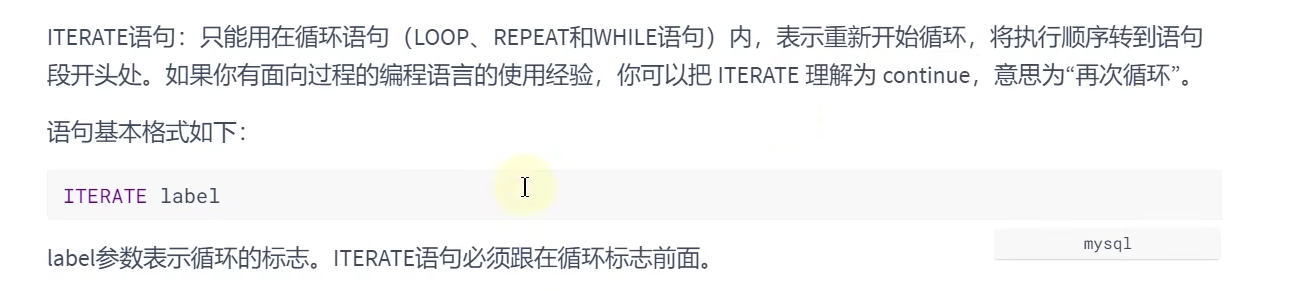 ITERATE语句：只能用在循环语句（LOOP、REPEAT和WHILE语句）内，表示重新开始循环，将执行顺序转到语句
段开头处。如果你有面向过程的编程语言的使用经验，你可以把 ITERATE 理解为 continue，意思为“再次循环”。
语句基本格式如下：
ITERATE label
mysql
label参数表示循环的标志。ITERATE语句必须跟在循环标志前面。